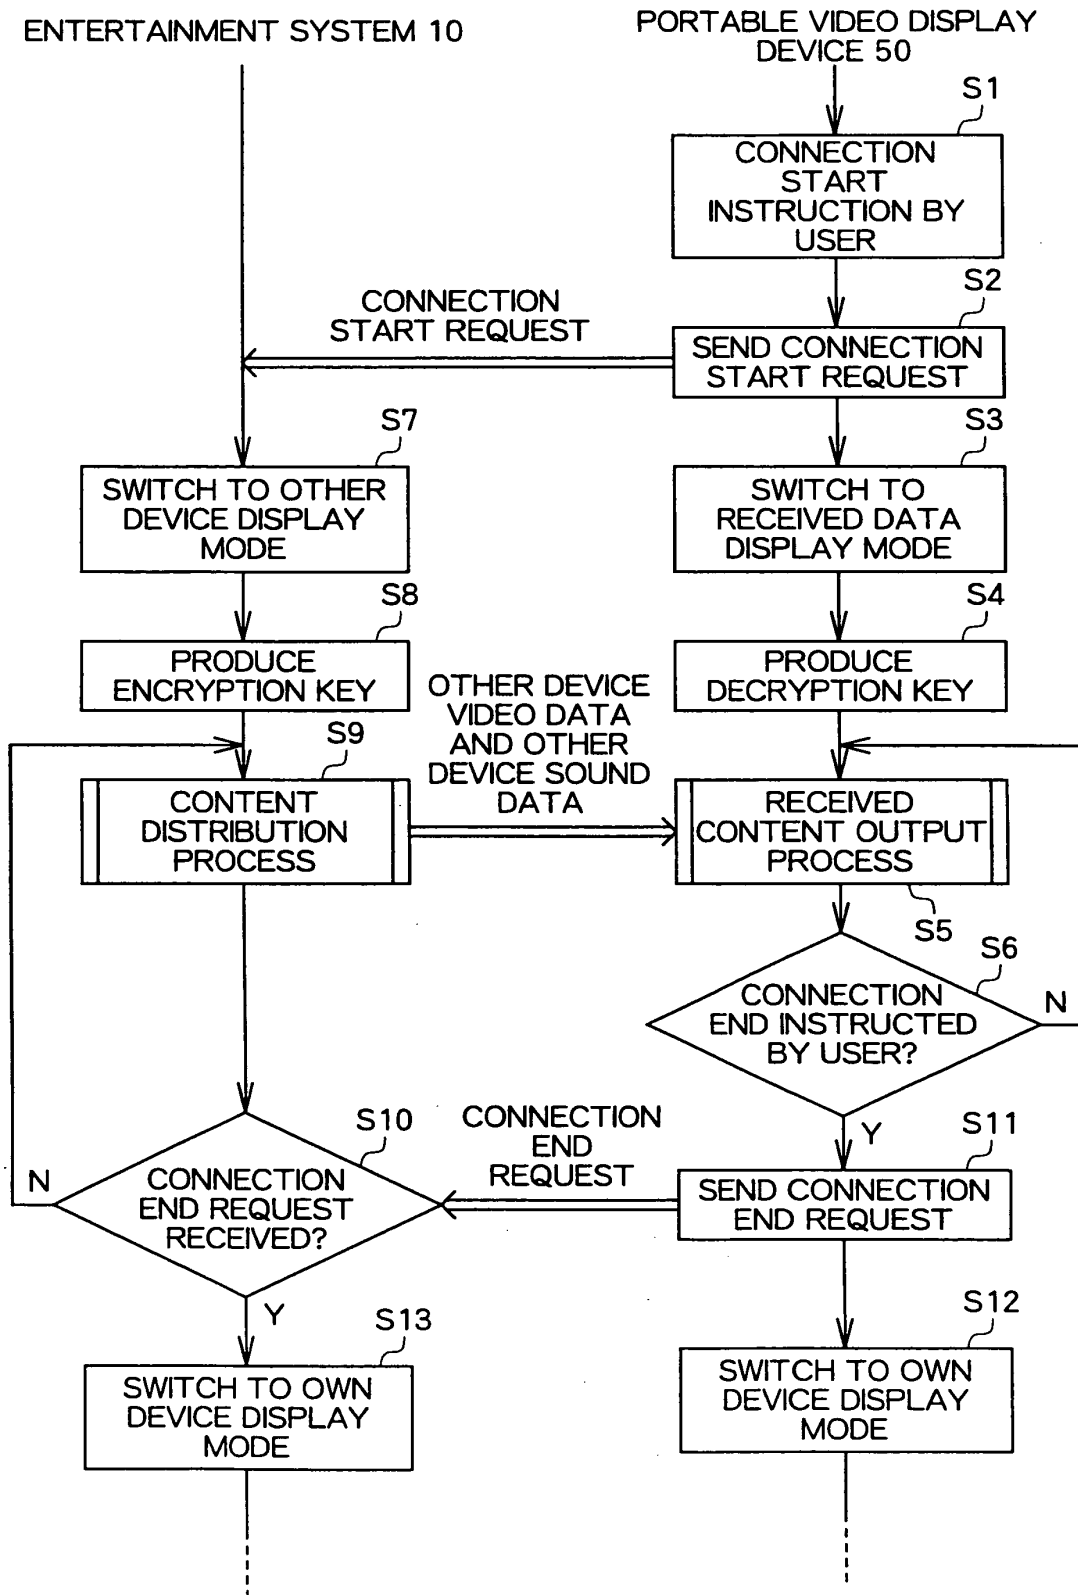 ENTERTAINMENT SYSTEM 10
PORTABLE VIDEO DISPLAY
DEVICE 50
S1
CONNECTION
START
INSTRUCTION BY
USER
S2
CONNECTION
START REQUEST
SEND CONNECTION
START REQUEST
S7
SWITCH TO OTHER
DEVICE DISPLAY
MODE
S3
SWITCH TO
RECEIVED DATA
DISPLAY MODE
S8
PRODUCE
ENCRYPTION KEY
S4
PRODUCE
DECRYPTION KEY
OTHER DEVICE
VIDEO DATA
AND OTHER
DEVICE SOUND
DATA
S9
CONTENT
DISTRIBUTION
PROCESS
RECEIVED
CONTENT OUTPUT
PROCESS
S5
S6
CONNECTION
END INSTRUCTED
BY USER?
N
Y
S10
CONNECTION
END REQUEST
RECEIVED?
N
Y
CONNECTION
END
REQUEST
S11
SEND CONNECTION
END REQUEST
S13
SWITCH TO OWN
DEVICE DISPLAY
MODE
S12
SWITCH TO OWN
DEVICE DISPLAY
MODE